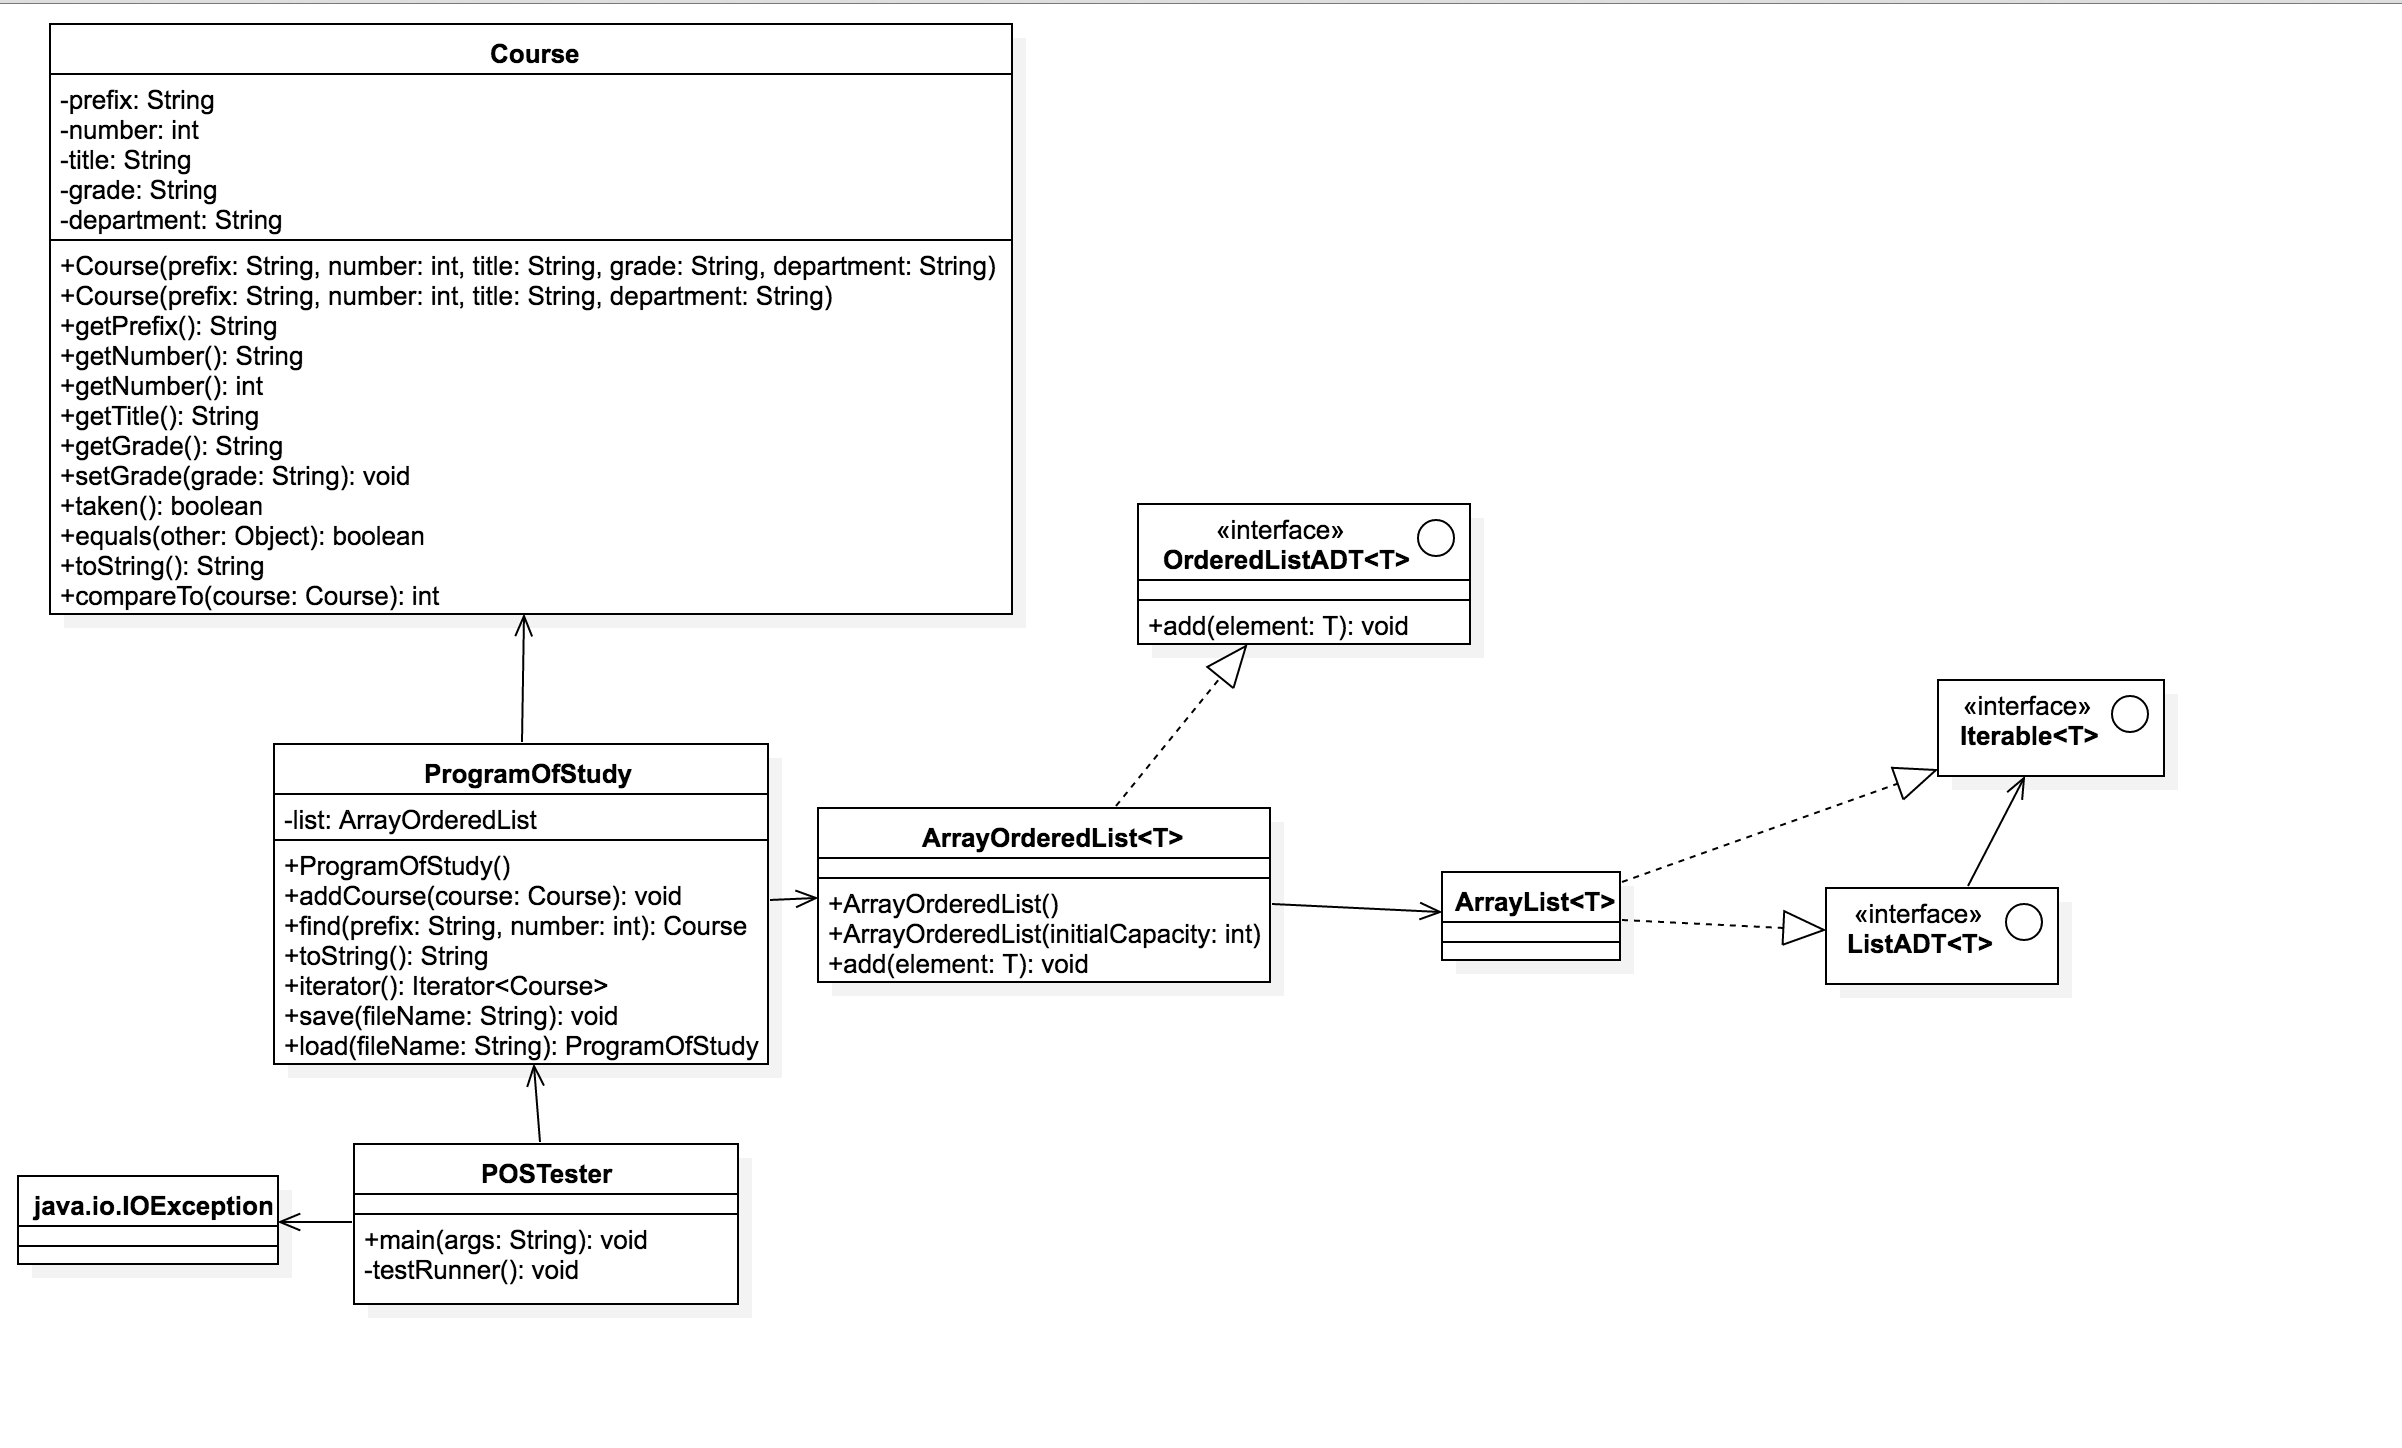 Course
-prefix: String
-number: int
-title: String
-grade: String
-department: String
+Course(prefix: String, number: int, title: String, grade: String, department: String)
+Course(prefix: String, number: int, title: String, department: String)
+getPrefix(): String
+getNumber(): String
+getNumber(): int
+getTitle(): String
+getGrade(): String
+setGrade(grade: String): void
+taken(): boolean
+equals(other: Object): boolean
+toString(): String
+compareTo(course: Course): int
«interface»
OrderedListADT<T>
+add(element: T): void
«interface»
Iterable<T>
ProgramOfStudy
-list: ArrayOrderedList
+ProgramOfStudy()
+addCourse(course: Course): void
+find(prefix: String, number: int): Course
+toString(): String
+iterator(): Iterator<Course>
+save(fileName: String): void
+load(fileName: String): ProgramOfStudy
ArrayOrderedList<T>
+ArrayOrderedList()
+ArrayOrderedList(initialCapacity: int)
+add(element: T): void
ArrayList<T>
«interface»
ListADT<T>
java.io.IOException
POSTester
+main(args: String): void
-testRunner(): void